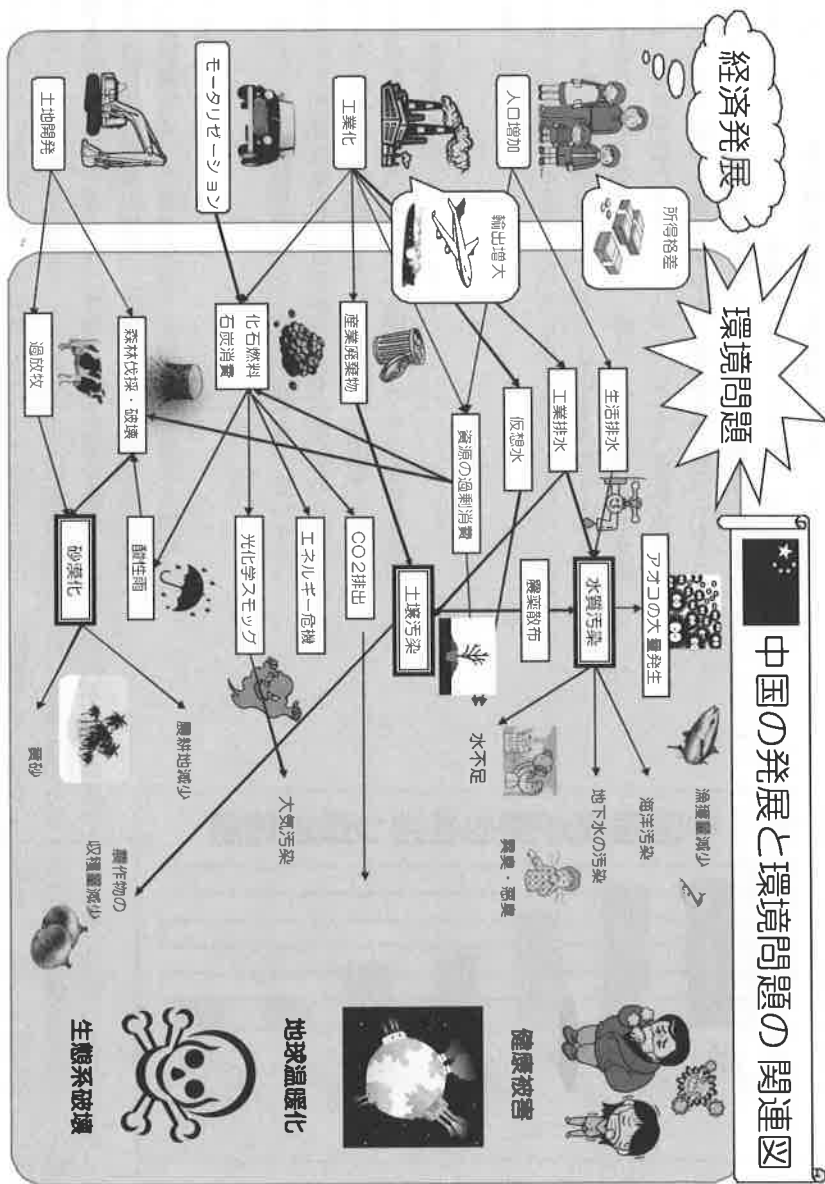 中国の発展と環境問題の 関連図
経済発展
環境問題
所得格差
人口増加
輸出増大
工業化
モータリゼーション
土地開発
生活排水
工業排水
仮想水
資源の過剰消費
産業廃棄物
化石燃料
石炭消費
森林伐採・破壊
過放牧
アオコの大量発生
水質汚染
農薬散布
土壌汚染
CO2排出
エネルギー危機
光化学スモッグ
酸性雨
砂漠化
漁獲量減少
海洋汚染
地下水の汚染
異臭・悪臭
水不足
大気汚染
農耕地減少
黄砂
農作物の
収穫量減少
健康被害
地球温暖化
生態系破壊